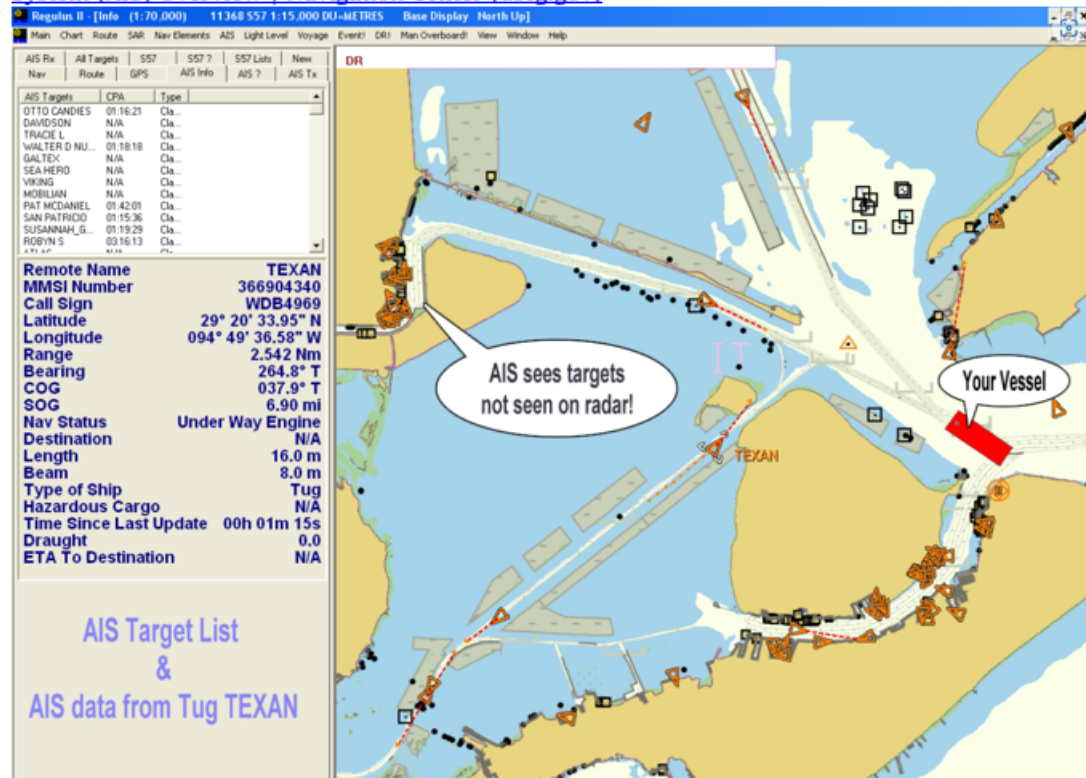 Regulus II - [Info (1:70,000) 11368 S57 1:15,000 DU=METRES Base Display North Up]
Main Chart Route SAR Nav Elements AIS Light Level Voyage Event! DR! Man Overboard! View Window Help
AIS Rx All Targets S57 S57 ? S57 Lists New
Nav Route GPS AIS Info AIS ? AIS Tx
AIS Targets CPA Type
OTTO CANDIES 01:16:21 Cla...
DAVIDSON N/A Cla...
TRACIE L N/A Cla...
WALTER D NU... 01:18:18 Cla...
GALTEX N/A Cla...
SEA HERO N/A Cla...
VIKING N/A Cla...
MOBILIAN N/A Cla...
PAT MCDANIEL 01:42:01 Cla...
SAN PATRICIO 01:15:36 Cla...
SUSANNAH_G... 01:19:29 Cla...
ROBYN S 03:16:13 Cla...
Remote Name TEXAN
MMSI Number 366904340
Call Sign WDB4969
Latitude 29° 20' 33.95" N
Longitude 094° 49' 36.58" W
Range 2.542 Nm
Bearing 264.8° T
COG 037.9° T
SOG 6.90 mi
Nav Status Under Way Engine
Destination N/A
Length 16.0 m
Beam 8.0 m
Type of Ship Tug
Hazardous Cargo N/A
Time Since Last Update 00h 01m 15s
Draught 0.0
ETA To Destination N/A
AIS Target List
&
AIS data from Tug TEXAN
DR
AIS sees targets
not seen on radar!
Your Vessel
TEXAN